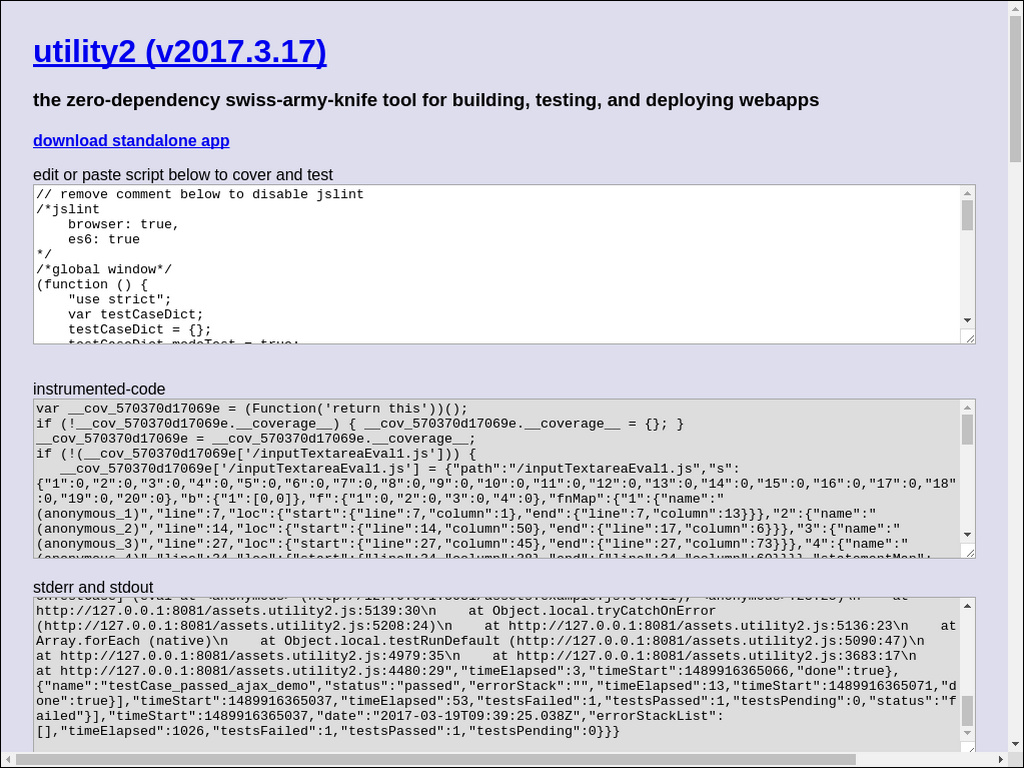 utility2 (v2017.3.17)
the zero-dependency swiss-army-knife tool for building, testing, and deploying webapps
download standalone app
edit or paste script below to cover and test
// remove comment below to disable jslint
/*jslint
    browser: true,
    es6: true
*/
/*global window*/
(function () {
    "use strict";
    var testCaseDict;
    testCaseDict = {};
    testCaseDict.modeTest = true;
instrumented-code
var __cov_570370d17069e = (Function('return this'))();
if (!__cov_570370d17069e.__coverage__) { __cov_570370d17069e.__coverage__ = {}; }
__cov_570370d17069e = __cov_570370d17069e.__coverage__;
if (!(__cov_570370d17069e['/inputTextareaEval1.js'])) {
   __cov_570370d17069e['/inputTextareaEval1.js'] = {"path":"/inputTextareaEval1.js","s":
{"1":0,"2":0,"3":0,"4":0,"5":0,"6":0,"7":0,"8":0,"9":0,"10":0,"11":0,"12":0,"13":0,"14":0,"15":0,"16":0,"17":0,"18"
:0,"19":0,"20":0},"b":{"1":[0,0]},"f":{"1":0,"2":0,"3":0,"4":0},"fnMap":{"1":{"name":"
(anonymous_1)","line":7,"loc":{"start":{"line":7,"column":1},"end":{"line":7,"column":13}}},"2":{"name":"
(anonymous_2)","line":14,"loc":{"start":{"line":14,"column":50},"end":{"line":17,"column":6}}},"3":{"name":"
(anonymous_3)","line":27,"loc":{"start":{"line":27,"column":45},"end":{"line":27,"column":73}}},"4":{"name":"
stderr and stdout
http://127.0.0.1:8081/assets.utility2.js:5139:30\n    at Object.local.tryCatchOnError
(http://127.0.0.1:8081/assets.utility2.js:5208:24)\n    at http://127.0.0.1:8081/assets.utility2.js:5136:23\n    at
Array.forEach (native)\n    at Object.local.testRunDefault (http://127.0.0.1:8081/assets.utility2.js:5090:47)\n
at http://127.0.0.1:8081/assets.utility2.js:4979:35\n    at http://127.0.0.1:8081/assets.utility2.js:3683:17\n
at http://127.0.0.1:8081/assets.utility2.js:4480:29","timeElapsed":3,"timeStart":1489916365066,"done":true},
{"name":"testCase_passed_ajax_demo","status":"passed","errorStack":"","timeElapsed":13,"timeStart":1489916365071,"d
one":true}],"timeStart":1489916365037,"timeElapsed":53,"testsFailed":1,"testsPassed":1,"testsPending":0,"status":"f
ailed"}],"timeStart":1489916365037,"date":"2017-03-19T09:39:25.038Z","errorStackList":
[],"timeElapsed":1026,"testsFailed":1,"testsPassed":1,"testsPending":0}}}